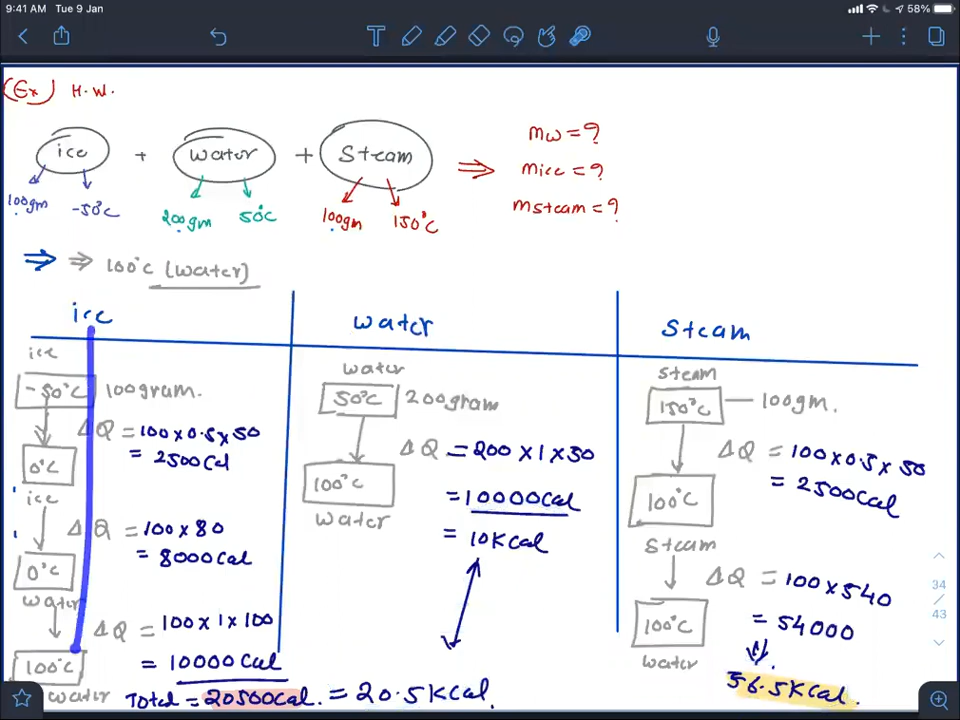 9:41 AM Tue 9 Jan
58%
(Ex) H.W.
ice + water + Steam ⇒ mw = ?
mice = ?
msteam = ?
100gm -50°C
200gm 50°C
100gm 150°C
⇒ ⇒ 100°C (water)
ice
water
Steam
ice
-50°C 100gram.
ΔQ = 100 x 0.5 x 50
= 2500Cal
0°C
ice
ΔQ = 100 x 80
= 8000Cal
0°C
water
ΔQ = 100 x 1 x 100
= 10000Cal
100°C
water
Total = 20500Cal. = 20.5KCal.
water
50°C 200gram
ΔQ = 200 x 1 x 50
= 10000Cal
= 10KCal
100°C
water
steam
150°C — 100gm.
ΔQ = 100 x 0.5 x 50
= 2500Cal
100°C
Steam
ΔQ = 100 x 540
= 54000
100°C
water
56.5KCal.
34
/
43